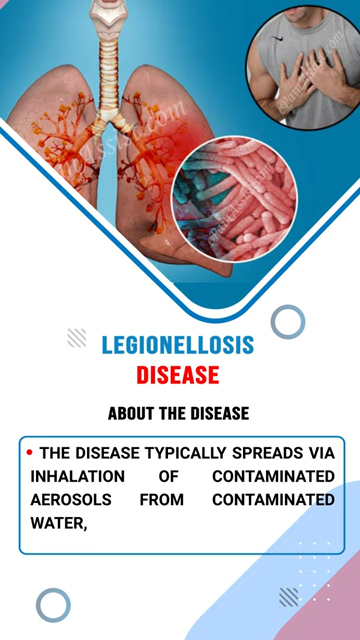 LEGIONELLOSIS
DISEASE
ABOUT THE DISEASE
• THE DISEASE TYPICALLY SPREADS VIA
INHALATION OF CONTAMINATED
AEROSOLS FROM CONTAMINATED
WATER,